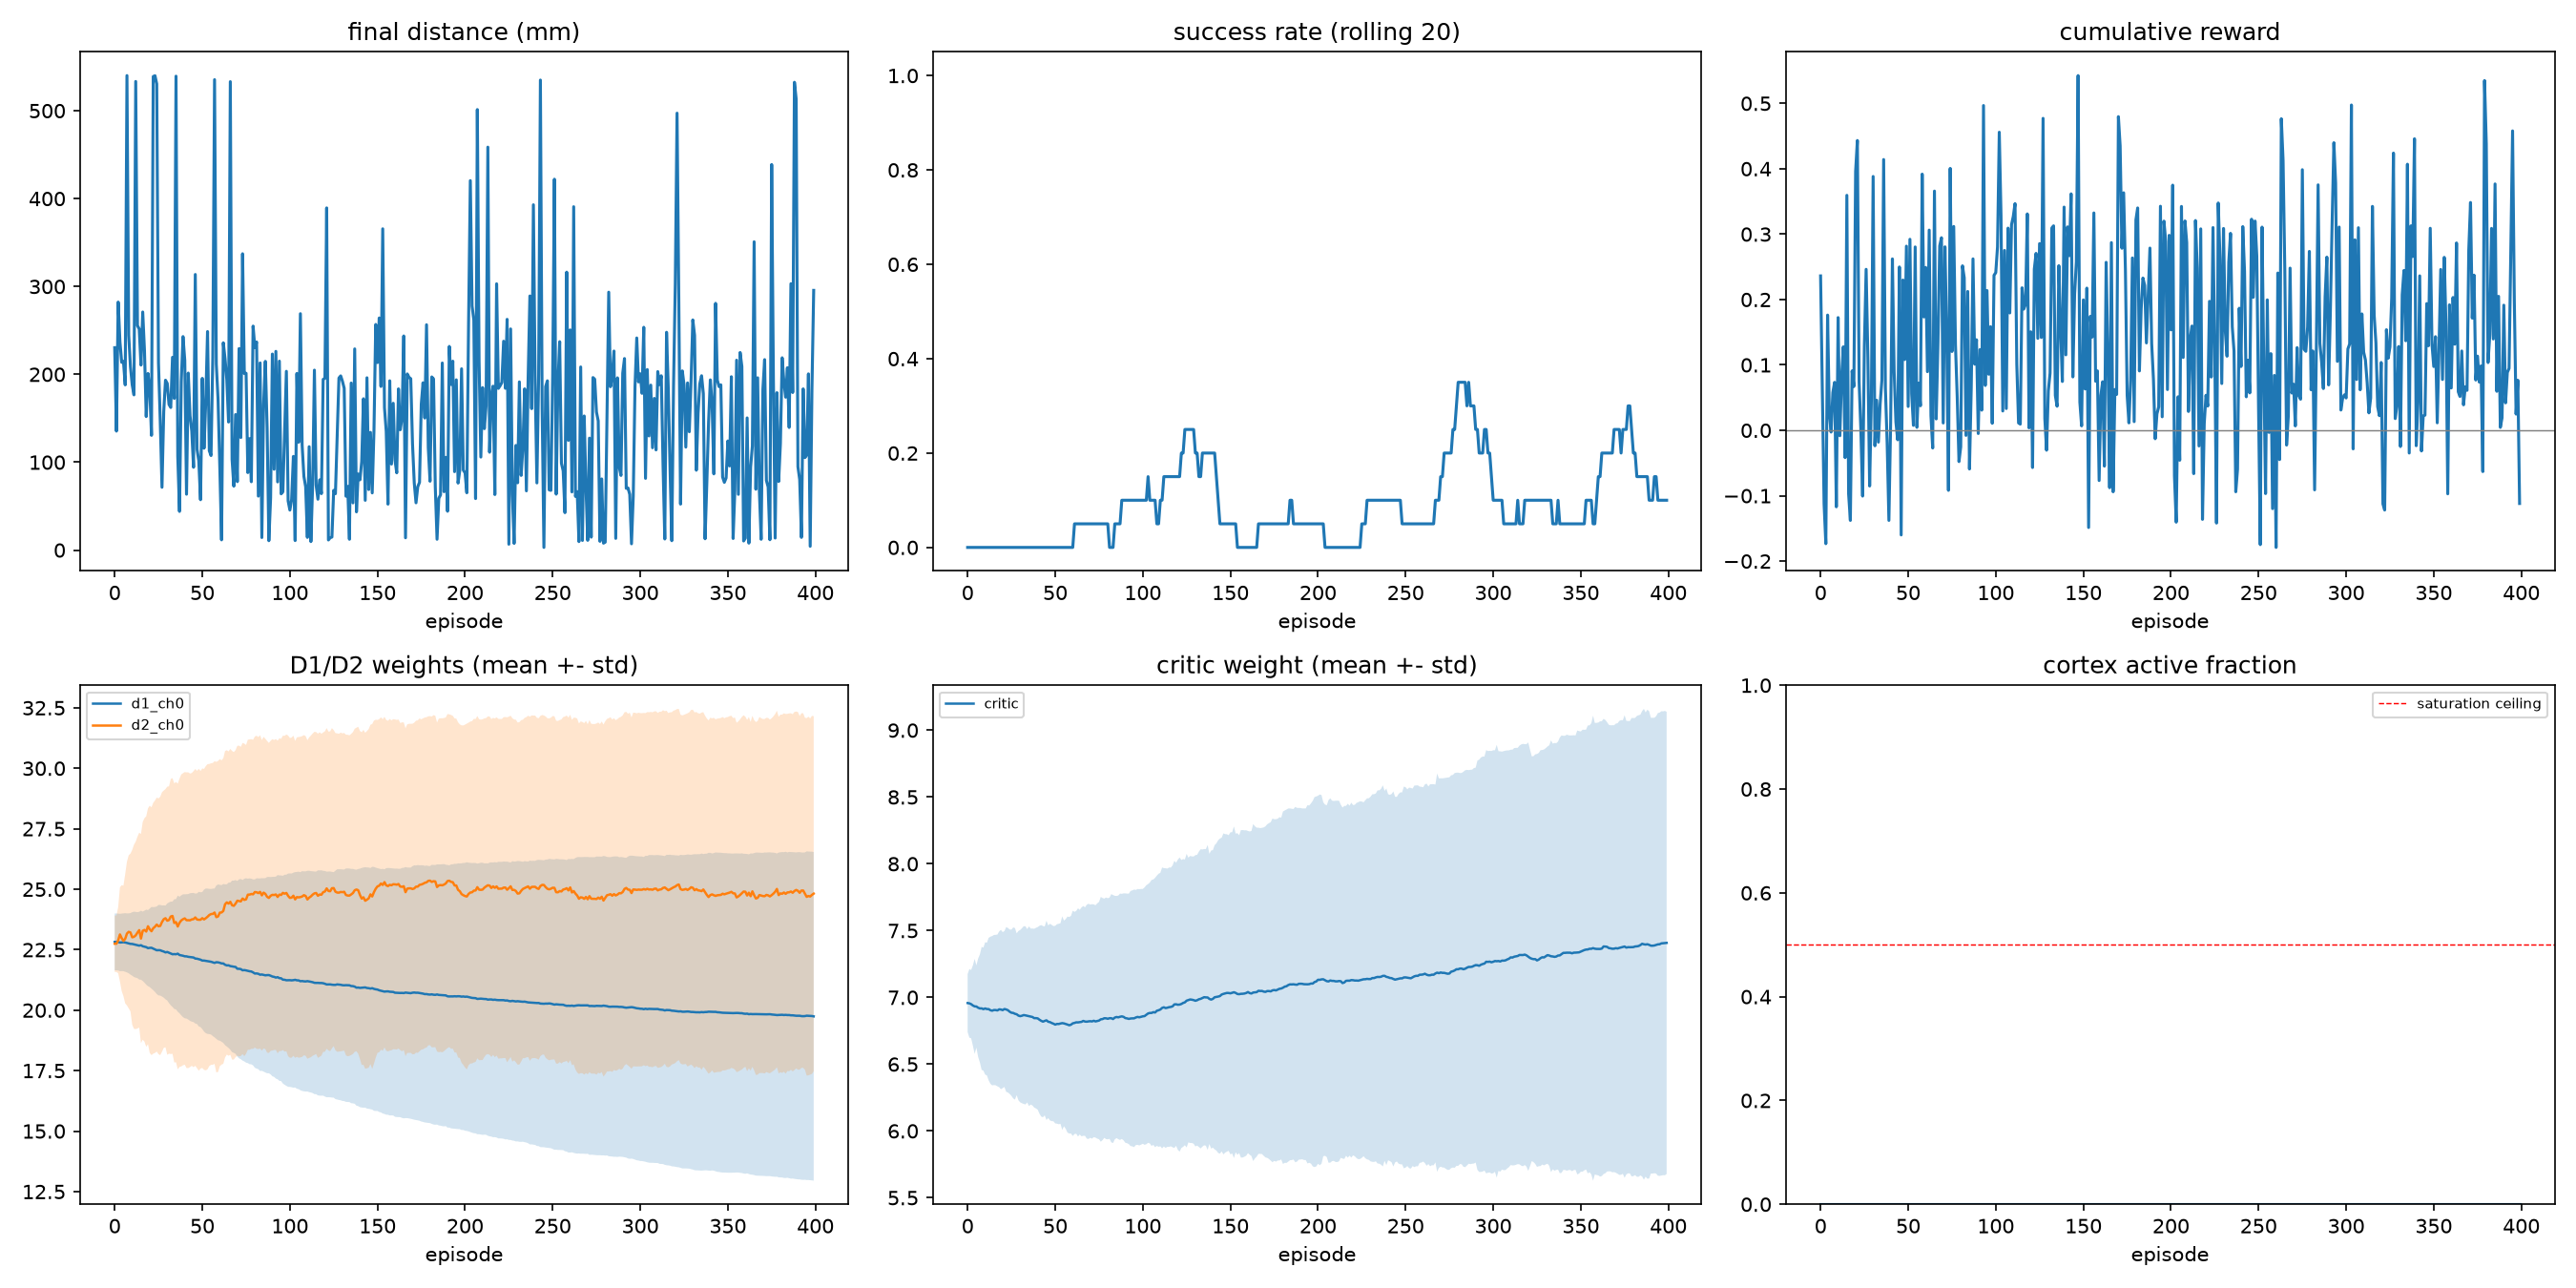 final distance (mm)
success rate (rolling 20)
cumulative reward
500
400
300
200
100
0
0 50 100 150 200 250 300 350 400
episode
1.0
0.8
0.6
0.4
0.2
0.0
0 50 100 150 200 250 300 350 400
episode
0.5
0.4
0.3
0.2
0.1
0.0
−0.1
−0.2
0 50 100 150 200 250 300 350 400
episode
D1/D2 weights (mean +- std)
critic weight (mean +- std)
cortex active fraction
d1_ch0
d2_ch0
32.5
30.0
27.5
25.0
22.5
20.0
17.5
15.0
12.5
0 50 100 150 200 250 300 350 400
episode
critic
9.0
8.5
8.0
7.5
7.0
6.5
6.0
5.5
0 50 100 150 200 250 300 350 400
episode
saturation ceiling
1.0
0.8
0.6
0.4
0.2
0.0
0 50 100 150 200 250 300 350 400
episode